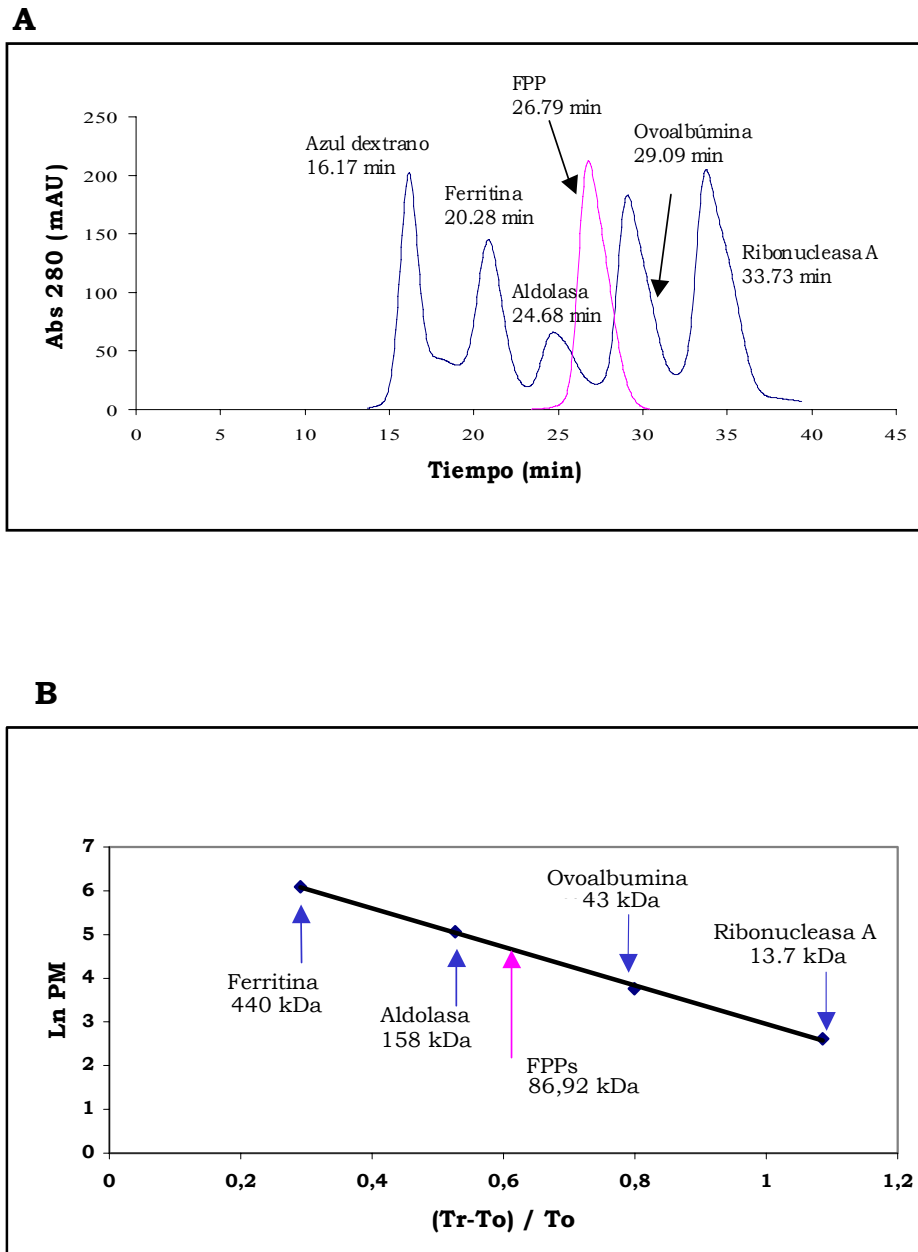 A
FPP
26.79 min
Azul dextrano
16.17 min
Ovoalbúmina
29.09 min
Ferritina
20.28 min
Aldolasa
24.68 min
Ribonucleasa A
33.73 min
250
200
150
100
50
0
Abs 280 (mAU)
0 5 10 15 20 25 30 35 40 45
Tiempo (min)
B
7
6
5
4
3
2
1
0
Ln PM
Ovoalbumina
43 kDa
Ribonucleasa A
13.7 kDa
Ferritina
440 kDa
Aldolasa
158 kDa
FPPs
86,92 kDa
0 0,2 0,4 0,6 0,8 1 1,2
(Tr-To) / To